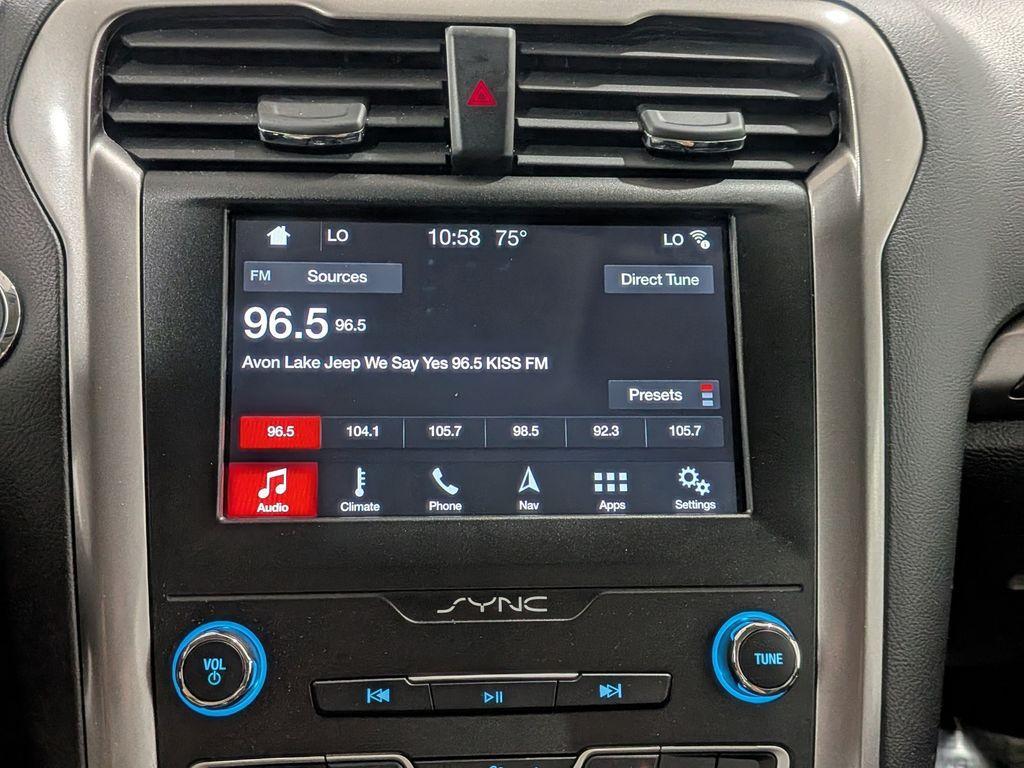 LO 10:58 75° LO
FM Sources Direct Tune
96.5 96.5
Avon Lake Jeep We Say Yes 96.5 KISS FM
Presets
96.5 104.1 105.7 98.5 92.3 105.7
Audio Climate Phone Nav Apps Settings
SYNC
VOL TUNE